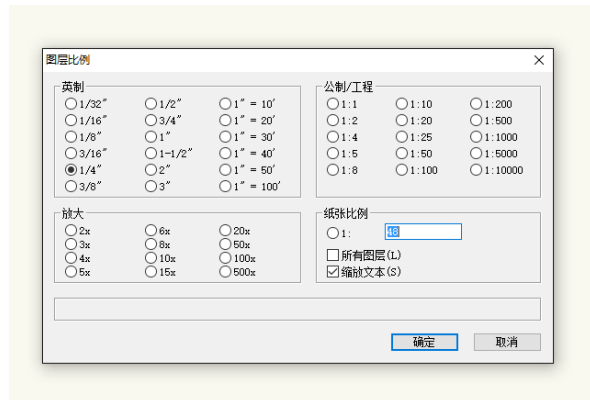 图层比例
英制
1/32″ 1/2″ 1″ = 10′
1/16″ 3/4″ 1″ = 20′
1/8″ 1″ 1″ = 30′
3/16″ 1-1/2″ 1″ = 40′
1/4″ 2″ 1″ = 50′
3/8″ 3″ 1″ = 100′
公制/工程
1:1 1:10 1:200
1:2 1:20 1:500
1:4 1:25 1:1000
1:5 1:50 1:5000
1:8 1:100 1:10000
放大
2x 6x 20x
3x 8x 50x
4x 10x 100x
5x 15x 500x
纸张比例
1: 48
所有图层(L)
缩放文本(S)
确定 取消